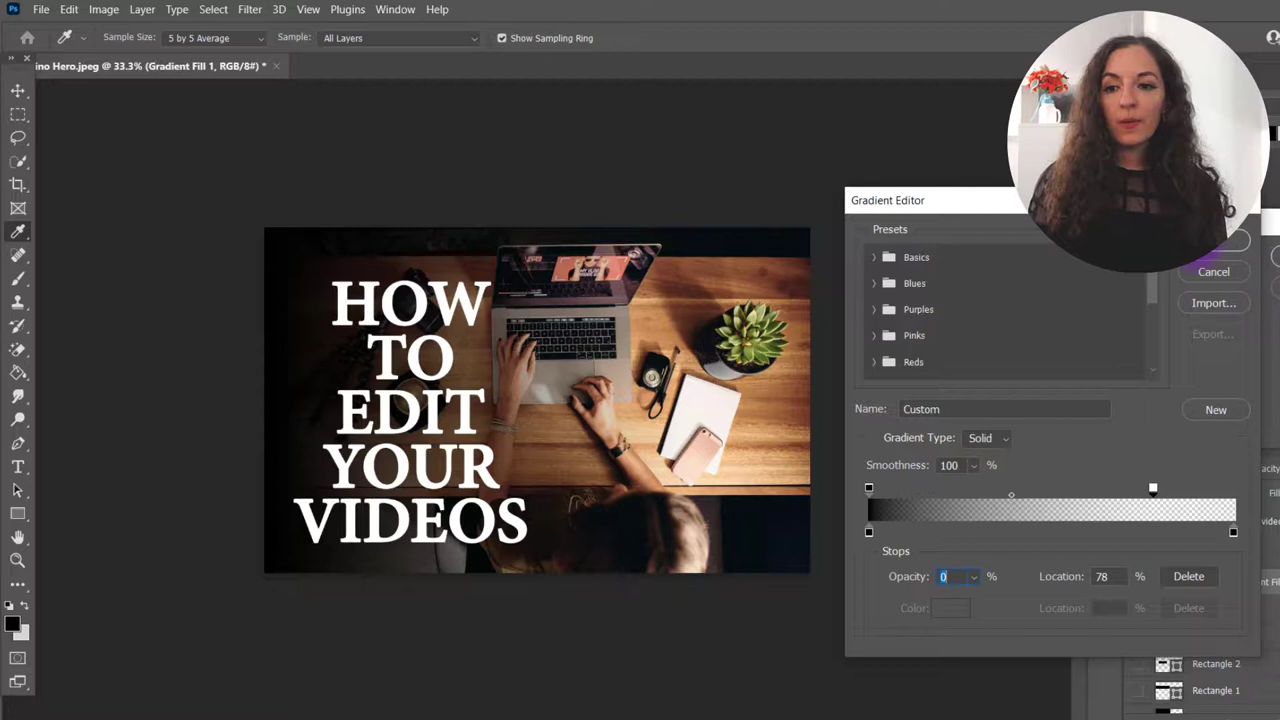 Ps File Edit Image Layer Type Select Filter 3D View Plugins Window Help
Sample Size: 5 by 5 Average Sample: All Layers Show Sampling Ring
ino Hero.jpeg @ 33.3% (Gradient Fill 1, RGB/8#) *
Gradient Editor
Presets
Basics
Blues
Cancel
Import...
Purples
Export...
Pinks
Reds
HOW
TO
EDIT
YOUR
VIDEOS
Name: Custom New
Gradient Type: Solid
Smoothness: 100 %
Stops
Opacity: 0 % Location: 78 % Delete
Color: Location: % Delete
Rectangle 2
Rectangle 1